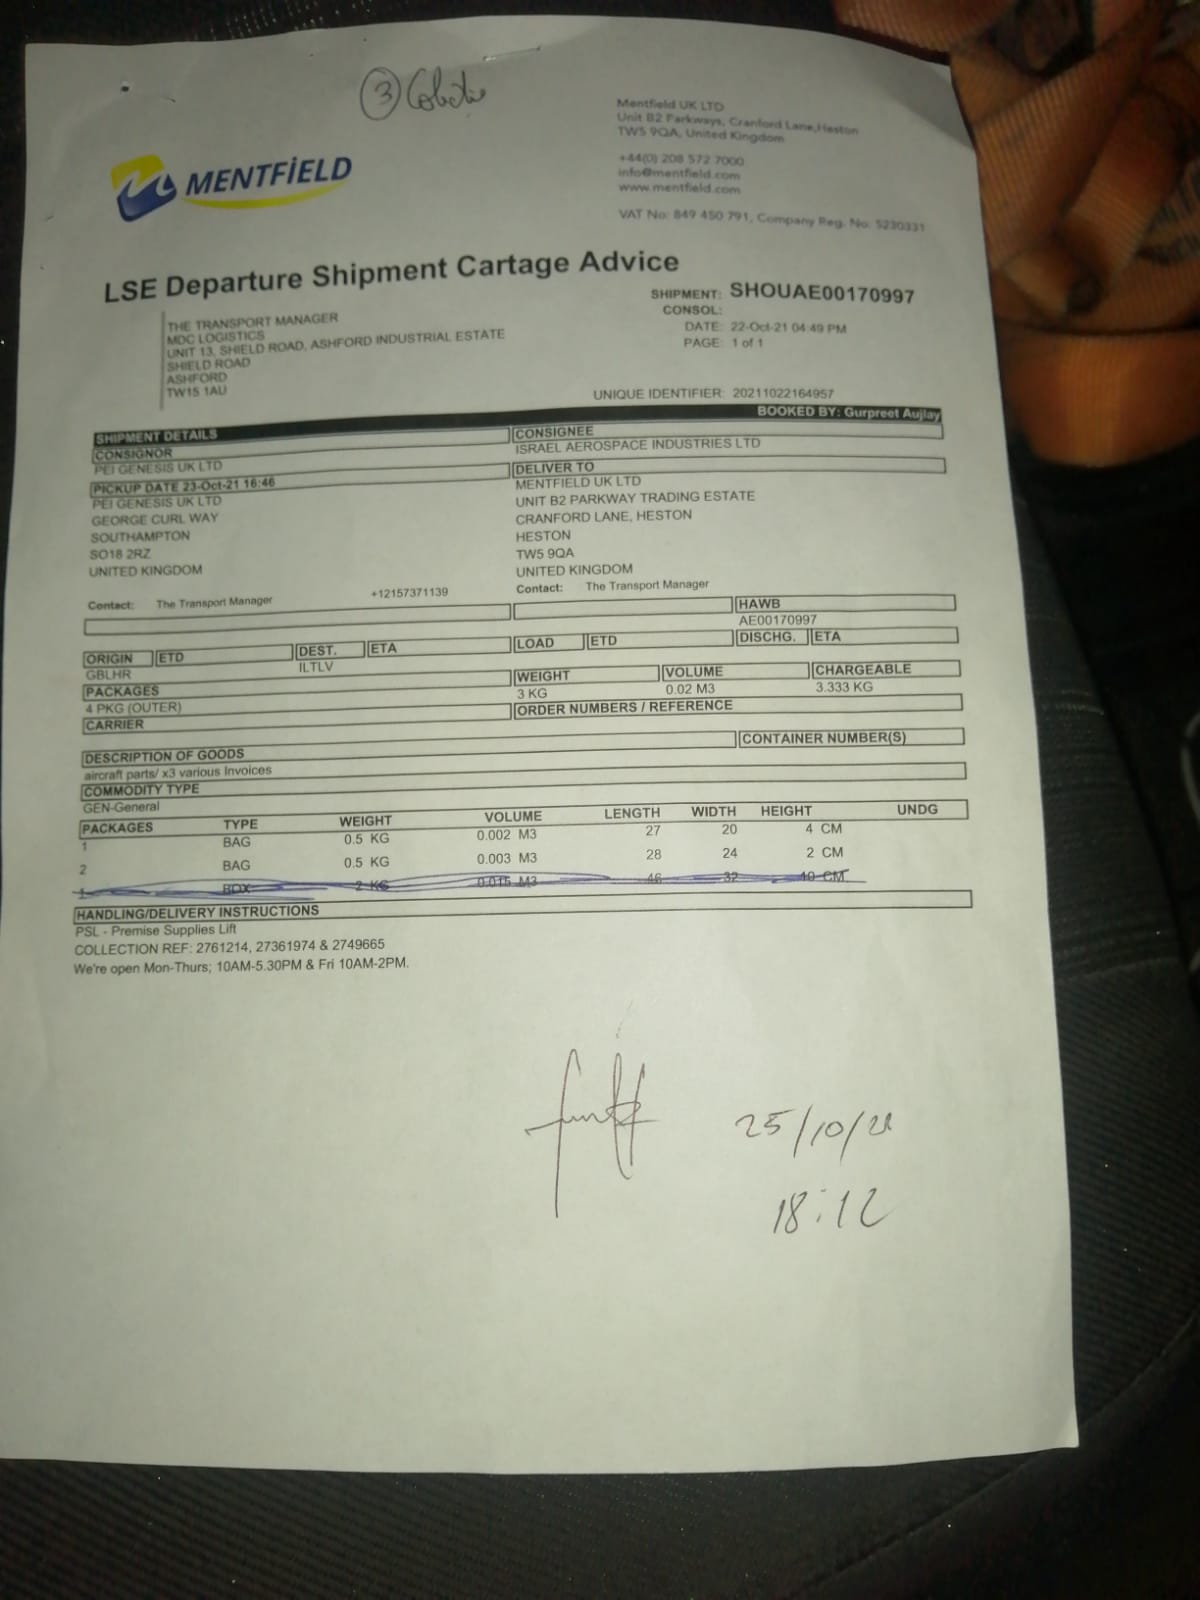 3
MENTFİELD
Mentfield UK LTD
Unit B2 Parkways, Cranford Lane,Heston
TW5 9QA, United Kingdom
+44(0) 208 572 7000
info@mentfield.com
www.mentfield.com
VAT No: 849 450 791, Company Reg. No: 5230331
LSE Departure Shipment Cartage Advice
SHIPMENT: SHOUAE00170997
CONSOL:
DATE: 22-Oct-21 04:49 PM
PAGE: 1 of 1
THE TRANSPORT MANAGER
MDC LOGISTICS
UNIT 13, SHIELD ROAD, ASHFORD INDUSTRIAL ESTATE
SHIELD ROAD
ASHFORD
TW15 1AU
UNIQUE IDENTIFIER: 20211022164957
BOOKED BY: Gurpreet Aujlay
SHIPMENT DETAILS
CONSIGNOR
PEI GENESIS UK LTD
PICKUP DATE 23-Oct-21 16:46
PEI GENESIS UK LTD
GEORGE CURL WAY
SOUTHAMPTON
SO18 2RZ
UNITED KINGDOM
Contact: The Transport Manager +12157371139
CONSIGNEE
ISRAEL AEROSPACE INDUSTRIES LTD
DELIVER TO
MENTFIELD UK LTD
UNIT B2 PARKWAY TRADING ESTATE
CRANFORD LANE, HESTON
HESTON
TW5 9QA
UNITED KINGDOM
Contact: The Transport Manager
HAWB
AE00170997
ORIGIN ETD DEST. ETA LOAD ETD DISCHG. ETA
GBLHR ILTLV
PACKAGES WEIGHT VOLUME CHARGEABLE
4 PKG (OUTER) 3 KG 0.02 M3 3.333 KG
CARRIER ORDER NUMBERS / REFERENCE
DESCRIPTION OF GOODS CONTAINER NUMBER(S)
aircraft parts/ x3 various Invoices
COMMODITY TYPE
GEN-General
PACKAGES TYPE WEIGHT VOLUME LENGTH WIDTH HEIGHT UNDG
1 BAG 0.5 KG 0.002 M3 27 20 4 CM
2 BAG 0.5 KG 0.003 M3 28 24 2 CM
1 BOX 2 KG 0.015 M3 46 32 10 CM
HANDLING/DELIVERY INSTRUCTIONS
PSL - Premise Supplies Lift
COLLECTION REF: 2761214, 27361974 & 2749665
We're open Mon-Thurs; 10AM-5.30PM & Fri 10AM-2PM.
25/10/21
18:12